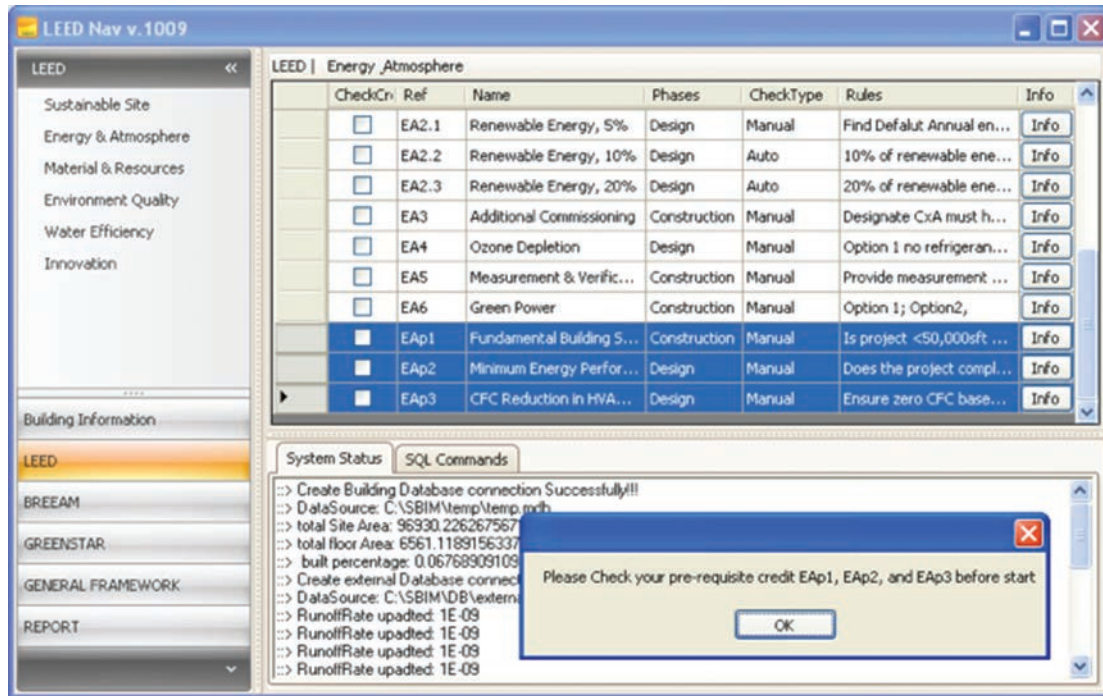 LEED Nav v.1009
LEED «
Sustainable Site
Energy & Atmosphere
Material & Resources
Environment Quality
Water Efficiency
Innovation
Building Information
LEED
BREEAM
GREENSTAR
GENERAL FRAMEWORK
REPORT
LEED | Energy_Atmosphere
CheckCr Ref Name Phases CheckType Rules Info
EA2.1 Renewable Energy, 5% Design Manual Find Defalut Annual en... Info
EA2.2 Renewable Energy, 10% Design Auto 10% of renewable ene... Info
EA2.3 Renewable Energy, 20% Design Auto 20% of renewable ene... Info
EA3 Additional Commissioning Construction Manual Designate CxA must h... Info
EA4 Ozone Depletion Design Manual Option 1 no refrigeran... Info
EA5 Measurement & Verific... Construction Manual Provide measurement ... Info
EA6 Green Power Construction Manual Option 1; Option2, Info
EAp1 Fundamental Building S... Construction Manual Is project <50,000sft ... Info
EAp2 Minimum Energy Perfor... Design Manual Does the project compl... Info
EAp3 CFC Reduction in HVA... Design Manual Ensure zero CFC base... Info
System Status SQL Commands
::> Create Building Database connection Successfully!!!
::> DataSource: C:\SBIM\temp\temp.mdb
::> total Site Area: 96930.226267567
::> total floor Area: 6561.1189156337
::> built percentage: 0.06768909109
::> Create external Database connect
::> DataSource: C:\SBIM\DB\externa
::> RunoffRate upadted: 1E-09
::> RunoffRate upadted: 1E-09
::> RunoffRate upadted: 1E-09
::> RunoffRate upadted: 1E-09
Please Check your pre-requisite credit EAp1, EAp2, and EAp3 before start
OK